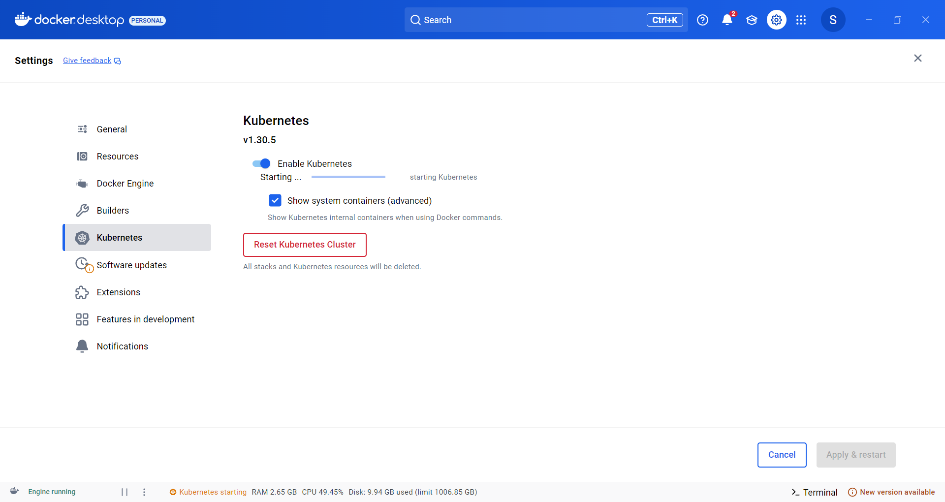 docker desktop PERSONAL
Search Ctrl+K
2
S
Settings Give feedback
General
Resources
Docker Engine
Builders
Kubernetes
Software updates
Extensions
Features in development
Notifications
Kubernetes
v1.30.5
Enable Kubernetes
Starting ... starting Kubernetes
Show system containers (advanced)
Show Kubernetes internal containers when using Docker commands.
Reset Kubernetes Cluster
All stacks and Kubernetes resources will be deleted.
Cancel Apply & restart
Engine running Kubernetes starting RAM 2.65 GB CPU 49.45% Disk: 9.94 GB used (limit 1006.85 GB) Terminal New version available